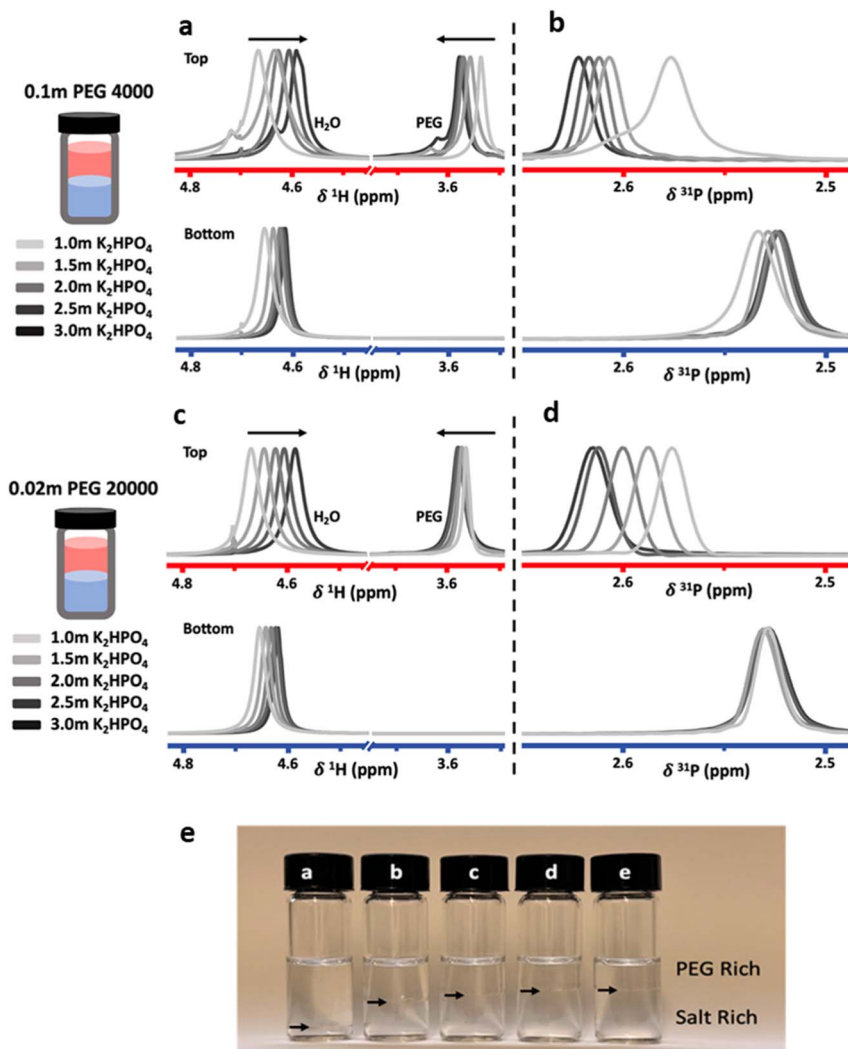 a
b
Top
0.1m PEG 4000
H₂O
PEG
4.8
4.6
3.6
2.6
2.5
δ ¹H (ppm)
δ ³¹P (ppm)
Bottom
1.0m K₂HPO₄
1.5m K₂HPO₄
2.0m K₂HPO₄
2.5m K₂HPO₄
3.0m K₂HPO₄
4.8
4.6
3.6
2.6
2.5
δ ¹H (ppm)
δ ³¹P (ppm)
c
d
Top
0.02m PEG 20000
H₂O
PEG
4.8
4.6
3.6
2.6
2.5
δ ¹H (ppm)
δ ³¹P (ppm)
Bottom
1.0m K₂HPO₄
1.5m K₂HPO₄
2.0m K₂HPO₄
2.5m K₂HPO₄
3.0m K₂HPO₄
4.8
4.6
3.6
2.6
2.5
δ ¹H (ppm)
δ ³¹P (ppm)
e
a b c d e
PEG Rich
Salt Rich